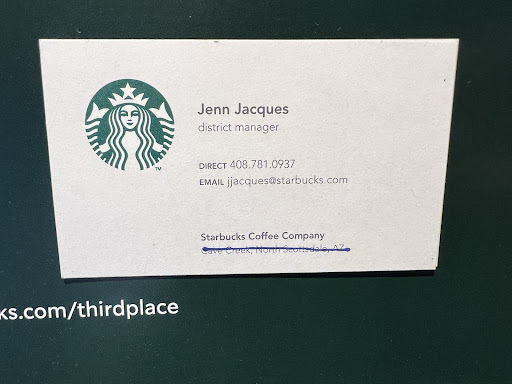 Jenn Jacques
district manager
DIRECT 408.781.0937
EMAIL jjacques@starbucks.com
Starbucks Coffee Company
Cave Creek, North Scottsdale, AZ
ks.com/thirdplace
TM